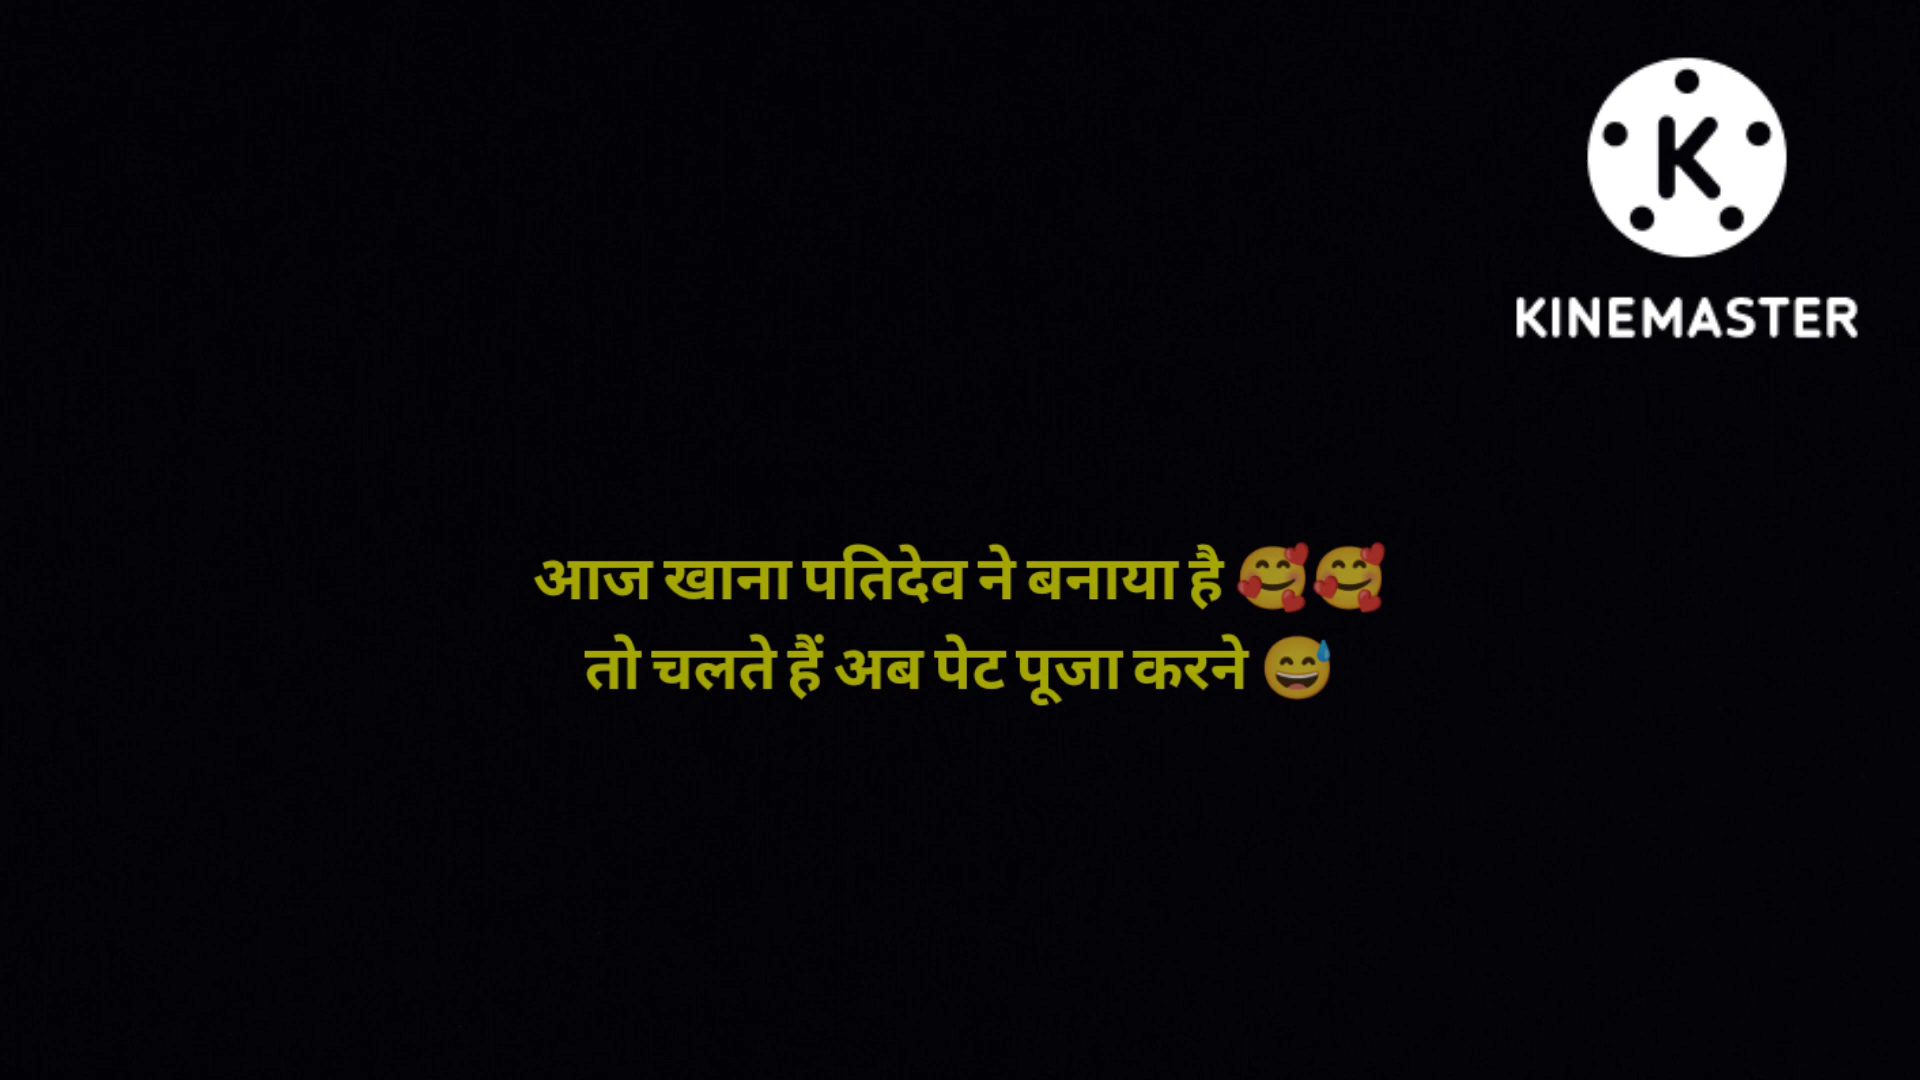 K
KINEMASTER
आज खाना पतिदेव ने बनाया है 🥰🥰
तो चलते हैं अब पेट पूजा करने 😅